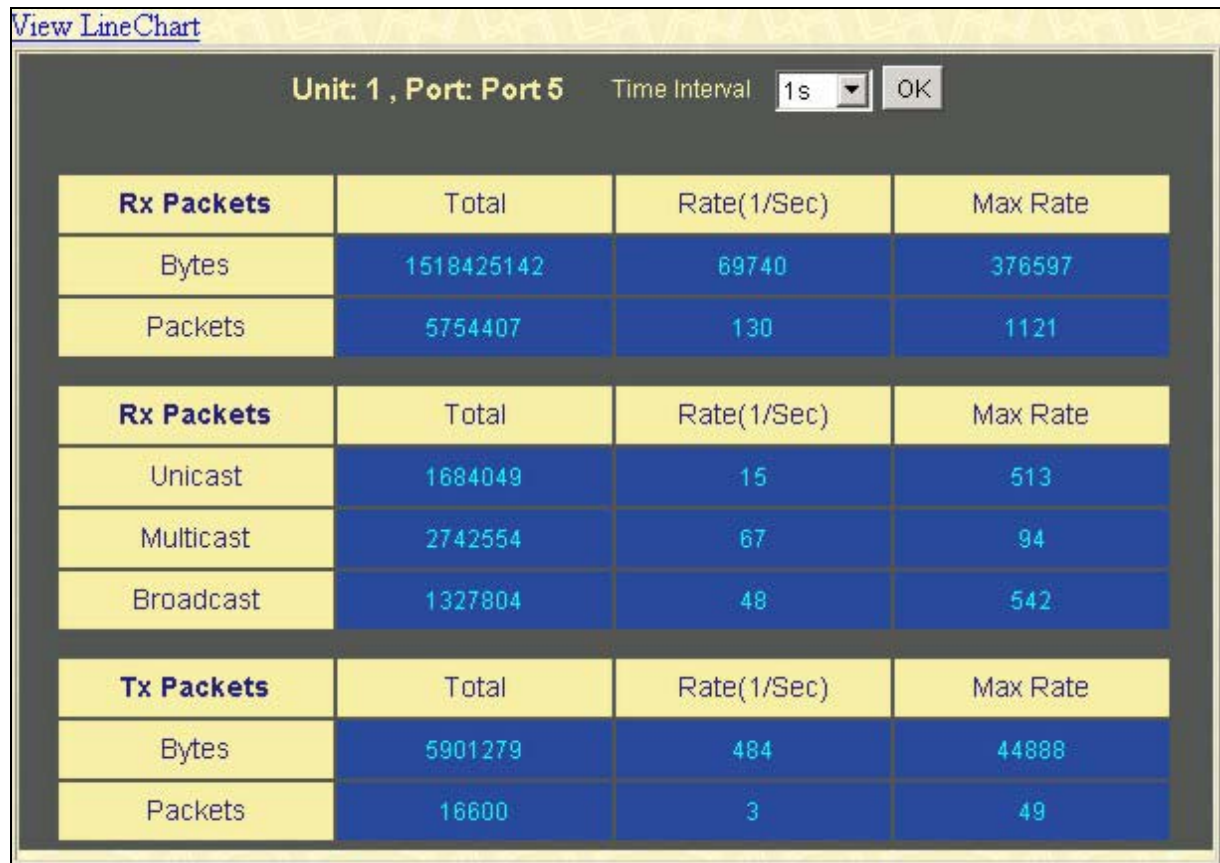 View LineChart
Unit: 1 , Port: Port 5 Time Interval 1s OK
Rx Packets Total Rate(1/Sec) Max Rate
Bytes 1518425142 69740 376597
Packets 5754407 130 1121
Rx Packets Total Rate(1/Sec) Max Rate
Unicast 1684049 15 513
Multicast 2742554 67 94
Broadcast 1327804 48 542
Tx Packets Total Rate(1/Sec) Max Rate
Bytes 5901279 484 44888
Packets 16600 3 49